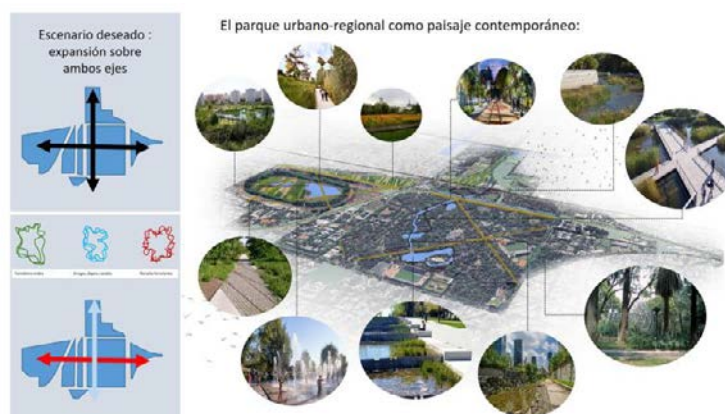 Escenario deseado :
expansión sobre
ambos ejes
El parque urbano-regional como paisaje contemporáneo: